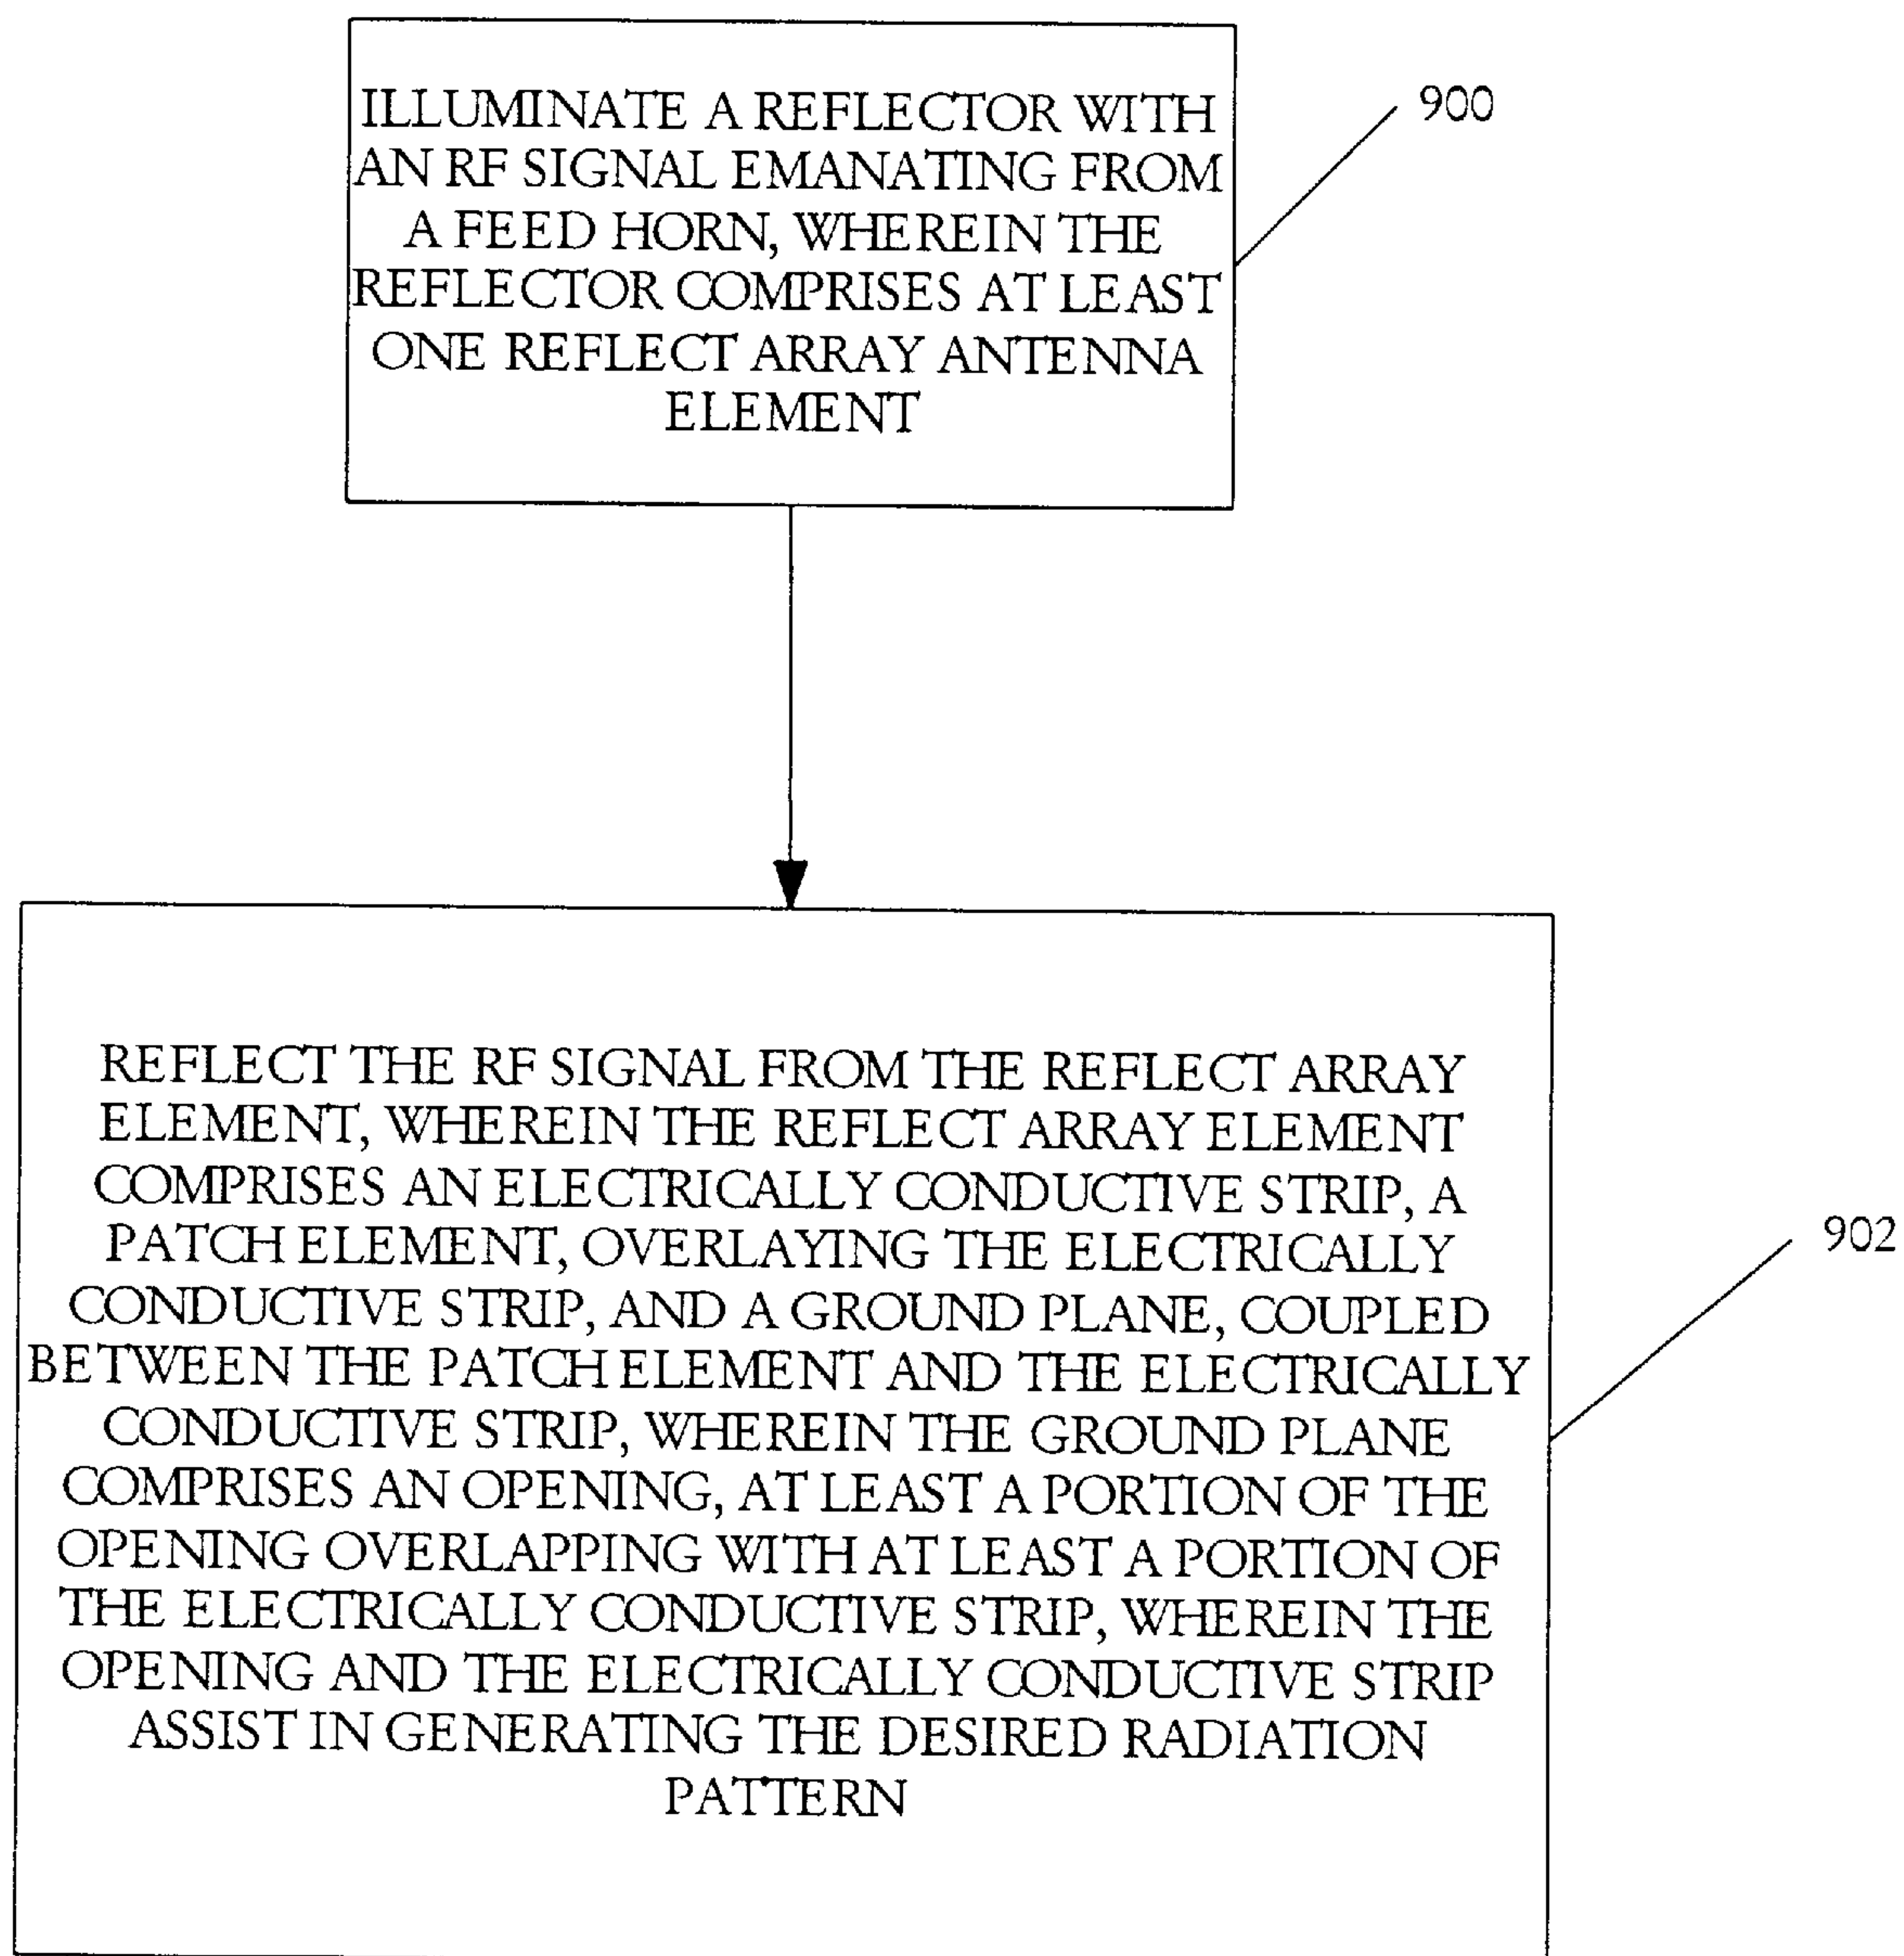 ILLUMINATE A REFLECTOR WITH
AN RF SIGNAL EMANATING FROM
A FEED HORN, WHEREIN THE
REFLECTOR COMPRISES AT LEAST
ONE REFLECT ARRAY ANTENNA
ELEMENT
900
REFLECT THE RF SIGNAL FROM THE REFLECT ARRAY
ELEMENT, WHEREIN THE REFLECT ARRAY ELEMENT
COMPRISES AN ELECTRICALLY CONDUCTIVE STRIP, A
PATCH ELEMENT, OVERLAYING THE ELECTRICALLY
CONDUCTIVE STRIP, AND A GROUND PLANE, COUPLED
BETWEEN THE PATCH ELEMENT AND THE ELECTRICALLY
CONDUCTIVE STRIP, WHEREIN THE GROUND PLANE
COMPRISES AN OPENING, AT LEAST A PORTION OF THE
OPENING OVERLAPPING WITH AT LEAST A PORTION OF
THE ELECTRICALLY CONDUCTIVE STRIP, WHEREIN THE
OPENING AND THE ELECTRICALLY CONDUCTIVE STRIP
ASSIST IN GENERATING THE DESIRED RADIATION
PATTERN
902